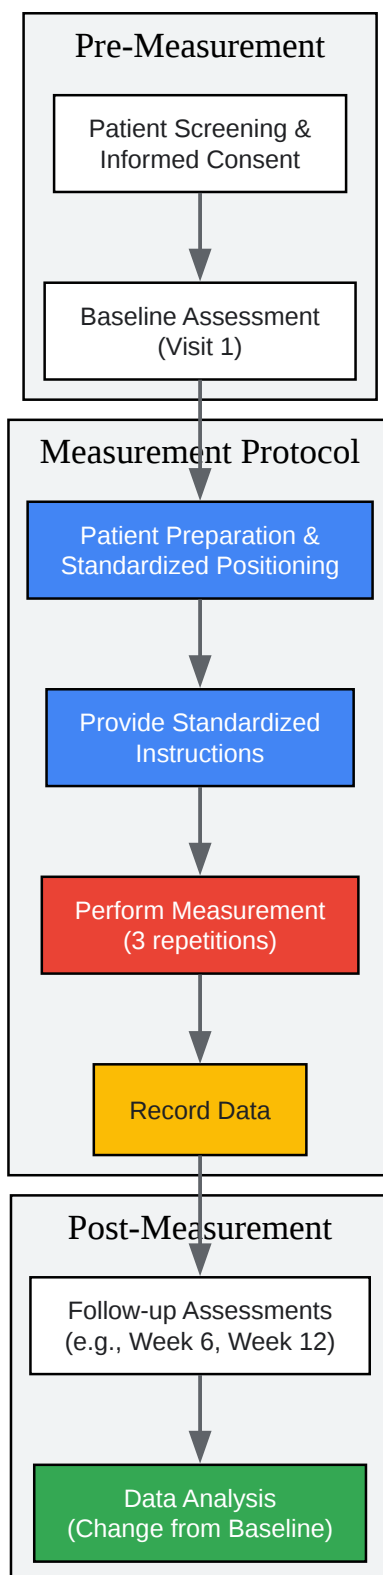 Pre-Measurement
Patient Screening &
Informed Consent
Baseline Assessment
(Visit 1)
Measurement Protocol
Patient Preparation &
Standardized Positioning
Provide Standardized
Instructions
Perform Measurement
(3 repetitions)
Record Data
Post-Measurement
Follow-up Assessments
(e.g., Week 6, Week 12)
Data Analysis
(Change from Baseline)